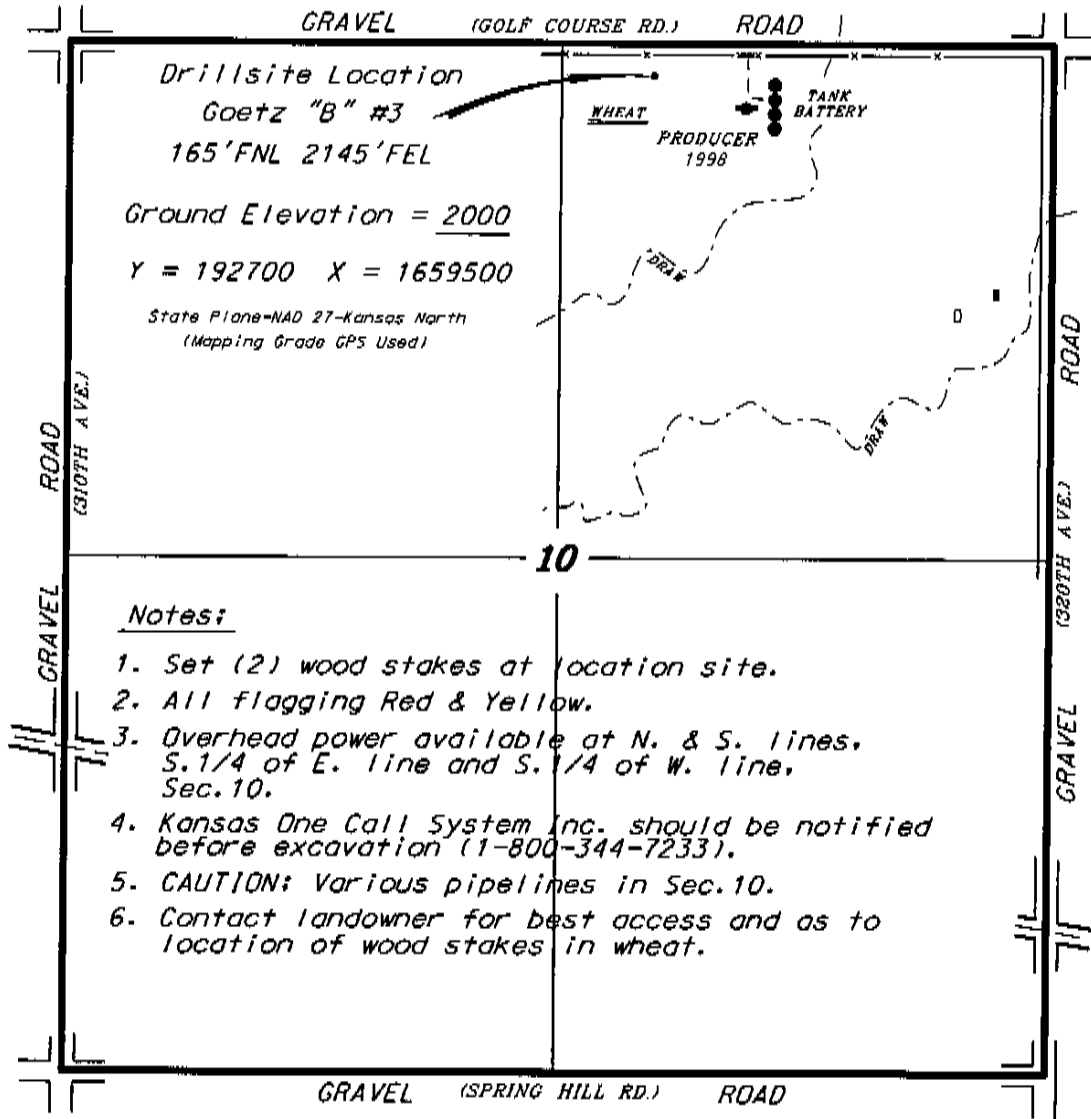 GRAVEL (GOLF COURSE RD.) ROAD
Drillsite Location
Goetz "B" #3
165'FNL 2145'FEL
Ground Elevation = 2000
Y = 192700 X = 1659500
State Plane-NAD 27-Kansas North
(Mapping Grade GPS Used)
WHEAT
TANK
BATTERY
PRODUCER
1998
DRAW
DRAW
GRAVEL ROAD
(310TH AVE.)
ROAD
(320TH AVE.)
GRAVEL
10
Notes:
1. Set (2) wood stakes at location site.
2. All flagging Red & Yellow.
3. Overhead power available at N. & S. lines,
S.1/4 of E. line and S.1/4 of W. line,
Sec.10.
4. Kansas One Call System Inc. should be notified
before excavation (1-800-344-7233).
5. CAUTION: Various pipelines in Sec.10.
6. Contact landowner for best access and as to
location of wood stakes in wheat.
GRAVEL (SPRING HILL RD.) ROAD